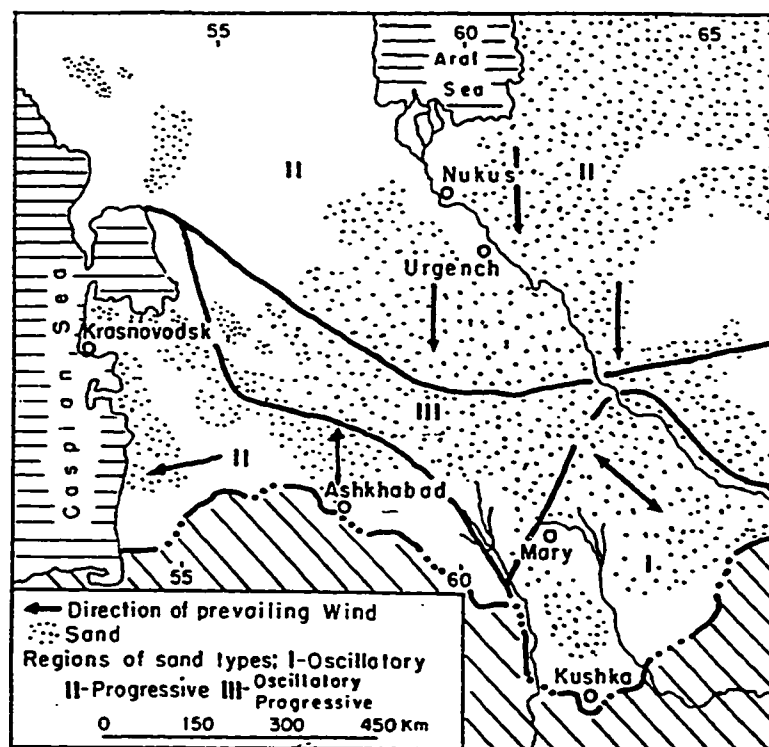 55 60 65
Aral
Sea
II
Nukus
II
Urgench
Caspian Sea
Krasnovodsk
III
II
Ashkhabad
Mary
I
55
60
Kushka
Direction of prevailing Wind
Sand
Regions of sand types: I-Oscillatory
II-Progressive III-Oscillatory
Progressive
0 150 300 450 Km